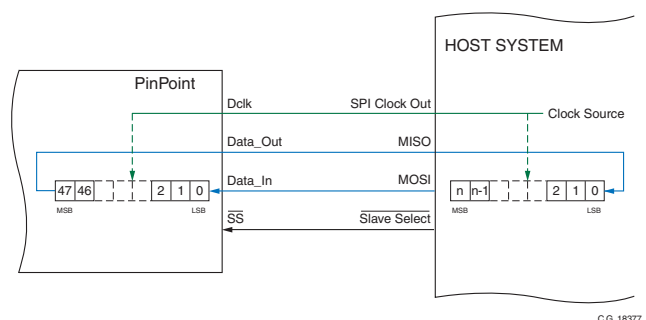 HOST SYSTEM
PinPoint
Dclk SPI Clock Out
Clock Source
Data_Out MISO
47 46 2 1 0
MSB LSB
Data_In MOSI
n n-1 2 1 0
MSB LSB
SS Slave Select
C.G. 18377